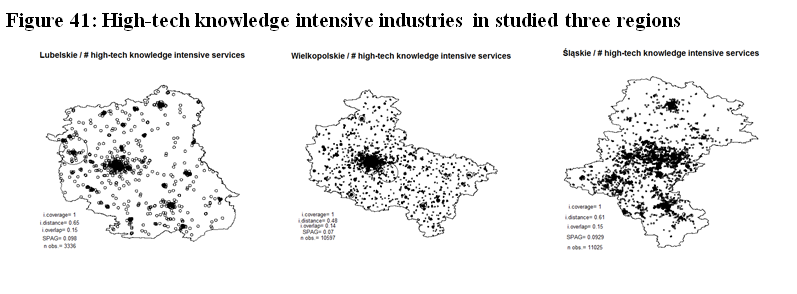 Figure 41: High-tech knowledge intensive industries in studied three regions
Lubelskie / # high-tech knowledge intensive services
i.coverage= 1
i.distance= 0.65
i.overlap= 0.15
SPAG= 0.098
n obs = 3336
Wielkopolskie / # high-tech knowledge intensive services
i.coverage= 1
i.distance= 0.48
i.overlap= 0.14
SPAG= 0.07
n obs = 10597
Śląskie / # high-tech knowledge intensive services
i.coverage= 1
i.distance= 0.61
i.overlap= 0.15
SPAG= 0.0929
n obs = 11025